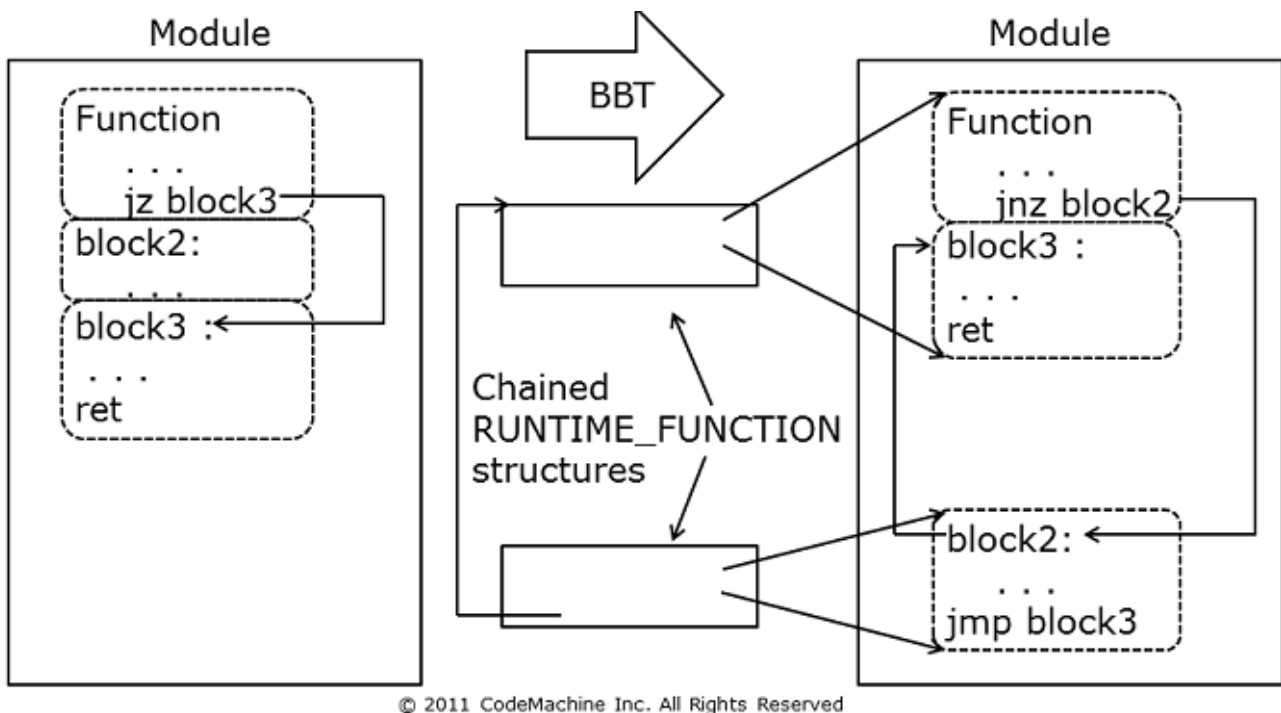 Module
Function
. . .
jz block3
block2:
. . .
block3 :
. . .
ret
BBT
Chained
RUNTIME_FUNCTION
structures
Module
Function
. . .
jnz block2
block3 :
. . .
ret
block2:
. . .
jmp block3
© 2011 CodeMachine Inc. All Rights Reserved